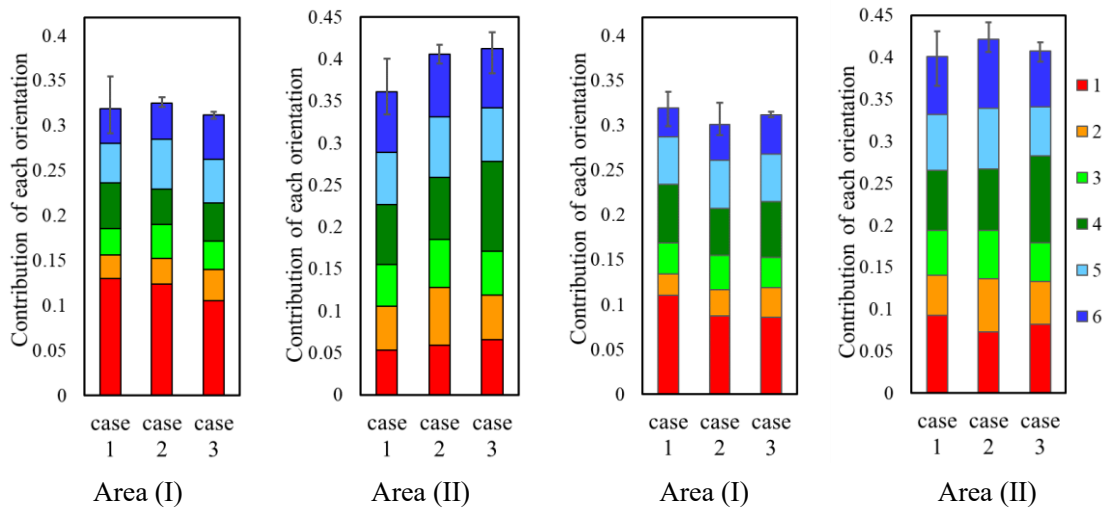 Contribution of each orientation
0.4
0.35
0.3
0.25
0.2
0.15
0.1
0.05
0
case 1
case 2
case 3
Area (I)
Contribution of each orientation
0.45
0.4
0.35
0.3
0.25
0.2
0.15
0.1
0.05
0
case 1
case 2
case 3
Area (II)
Contribution of each orientation
0.4
0.35
0.3
0.25
0.2
0.15
0.1
0.05
0
case 1
case 2
case 3
Area (I)
Contribution of each orientation
0.45
0.4
0.35
0.3
0.25
0.2
0.15
0.1
0.05
0
case 1
case 2
case 3
Area (II)
1
2
3
4
5
6